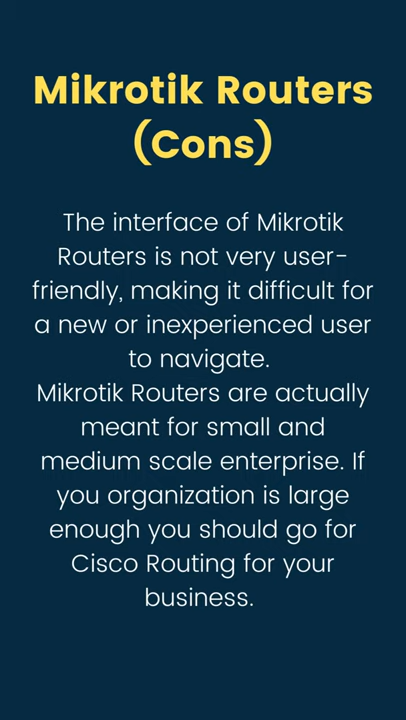 Mikrotik Routers
(Cons)
The interface of Mikrotik
Routers is not very user-
friendly, making it difficult for
a new or inexperienced user
to navigate.
Mikrotik Routers are actually
meant for small and
medium scale enterprise. If
you organization is large
enough you should go for
Cisco Routing for your
business.